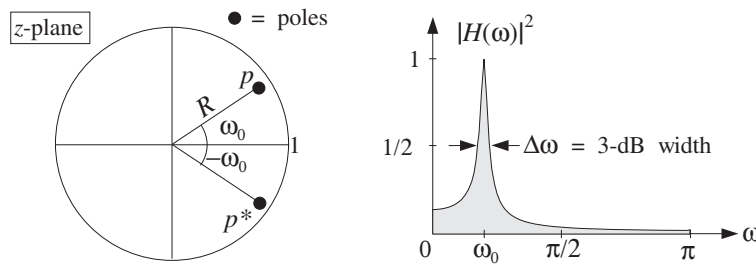 z-plane
● = poles
p
R
ω₀
−ω₀
1
p*
|H(ω)|²
1
1/2
Δω = 3-dB width
0
ω₀
π/2
π
ω